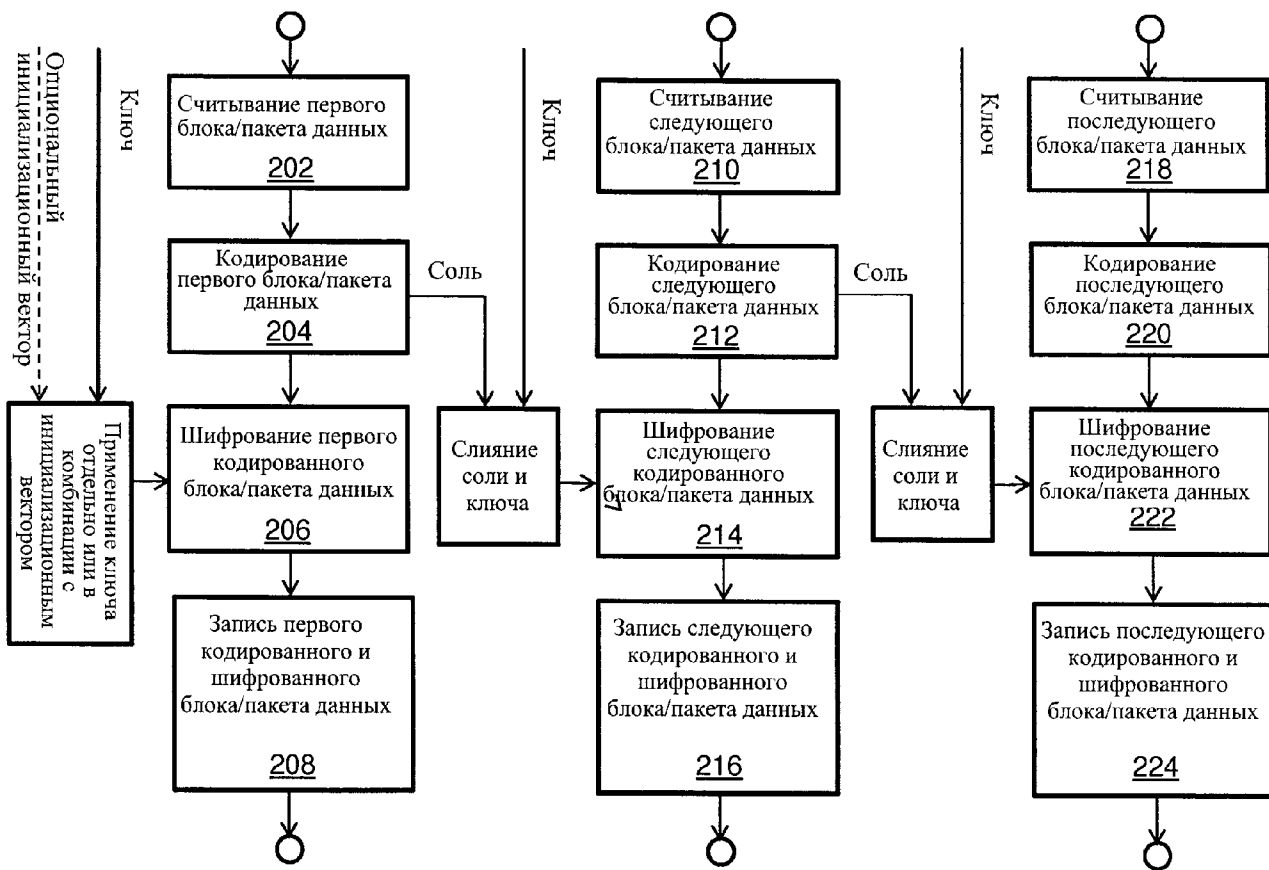 Опциональный
инициализационный вектор
Ключ
Применение ключа
отдельно или в
комбинации с
инициализационным
вектором
Считывание первого
блока/пакета данных
202
Кодирование
первого блока/пакета
данных
204
Соль
Шифрование первого
кодированного
блока/пакета данных
206
Запись первого
кодированного и
шифрованного
блока/пакета данных
208
Ключ
Слияние
соли и
ключа
Считывание
следующего
блока/пакета данных
210
Кодирование
следующего
блока/пакета данных
212
Соль
Шифрование
следующего
кодированного
блока/пакета данных
214
Запись следующего
кодированного и
шифрованного
блока/пакета данных
216
Ключ
Слияние
соли и
ключа
Считывание
последующего
блока/пакета данных
218
Кодирование
последующего
блока/пакета данных
220
Шифрование
последующего
кодированного
блока/пакета данных
222
Запись последующего
кодированного и
шифрованного
блока/пакета данных
224